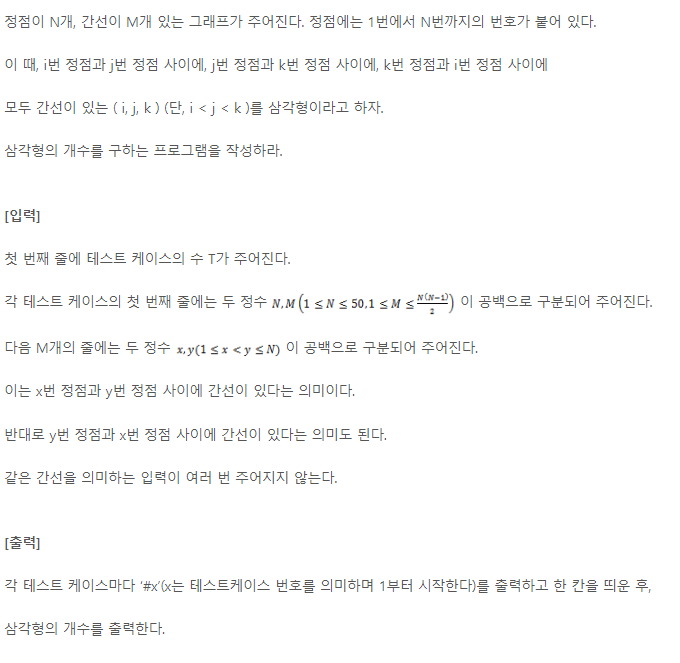 정점이 N개, 간선이 M개 있는 그래프가 주어진다. 정점에는 1번에서 N번까지의 번호가 붙어 있다.
이 때, i번 정점과 j번 정점 사이에, j번 정점과 k번 정점 사이에, k번 정점과 i번 정점 사이에
모두 간선이 있는 ( i, j, k ) (단, i < j < k )를 삼각형이라고 하자.
삼각형의 개수를 구하는 프로그램을 작성하라.
[입력]
첫 번째 줄에 테스트 케이스의 수 T가 주어진다.
각 테스트 케이스의 첫 번째 줄에는 두 정수 N, M (1 ≤ N ≤ 50, 1 ≤ M ≤ N(N-1)/2) 이 공백으로 구분되어 주어진다.
다음 M개의 줄에는 두 정수 x, y(1 ≤ x < y ≤ N) 이 공백으로 구분되어 주어진다.
이는 x번 정점과 y번 정점 사이에 간선이 있다는 의미이다.
반대로 y번 정점과 x번 정점 사이에 간선이 있다는 의미도 된다.
같은 간선을 의미하는 입력이 여러 번 주어지지 않는다.
[출력]
각 테스트 케이스마다 '#x'(x는 테스트케이스 번호를 의미하며 1부터 시작한다)를 출력하고 한 칸을 띄운 후,
삼각형의 개수를 출력한다.